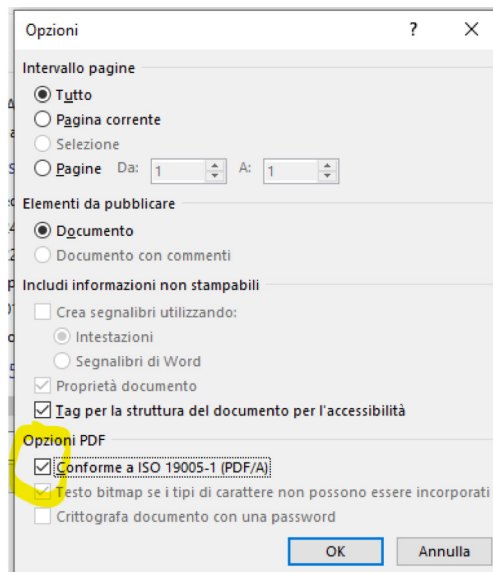 Opzioni ? X
Intervallo pagine
Tutto
Pagina corrente
Selezione
Pagine Da: 1 A: 1
Elementi da pubblicare
Documento
Documento con commenti
Includi informazioni non stampabili
Crea segnalibri utilizzando:
Intestazioni
Segnalibri di Word
Proprietà documento
Tag per la struttura del documento per l'accessibilità
Opzioni PDF
Conforme a ISO 19005-1 (PDF/A)
Testo bitmap se i tipi di carattere non possono essere incorporati
Crittografa documento con una password
OK Annulla